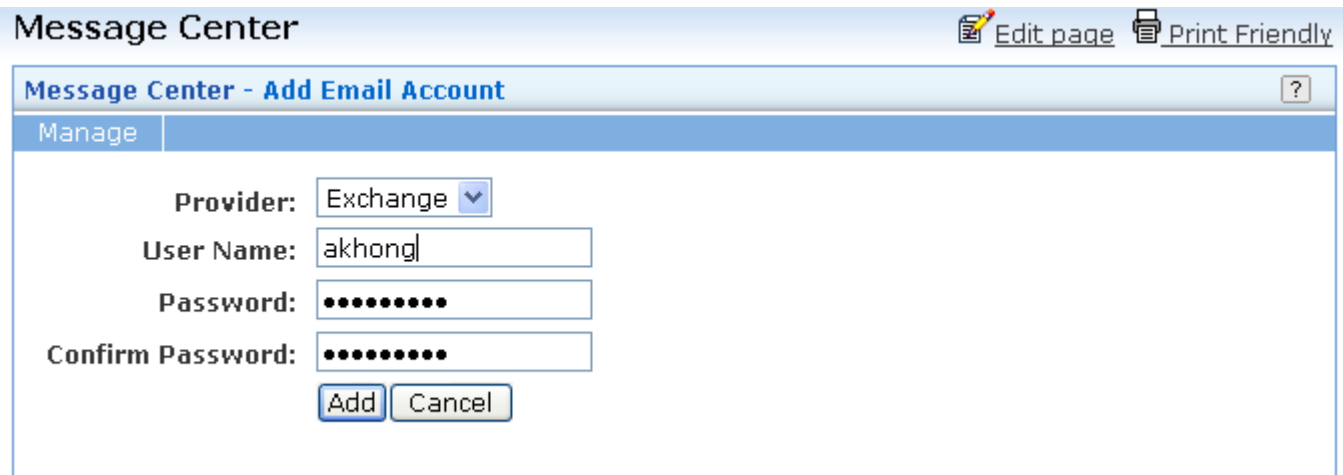 Message Center Edit page Print Friendly
Message Center - Add Email Account ?
Manage
Provider: Exchange
User Name: akhong
Password: •••••••••
Confirm Password: •••••••••
Add Cancel